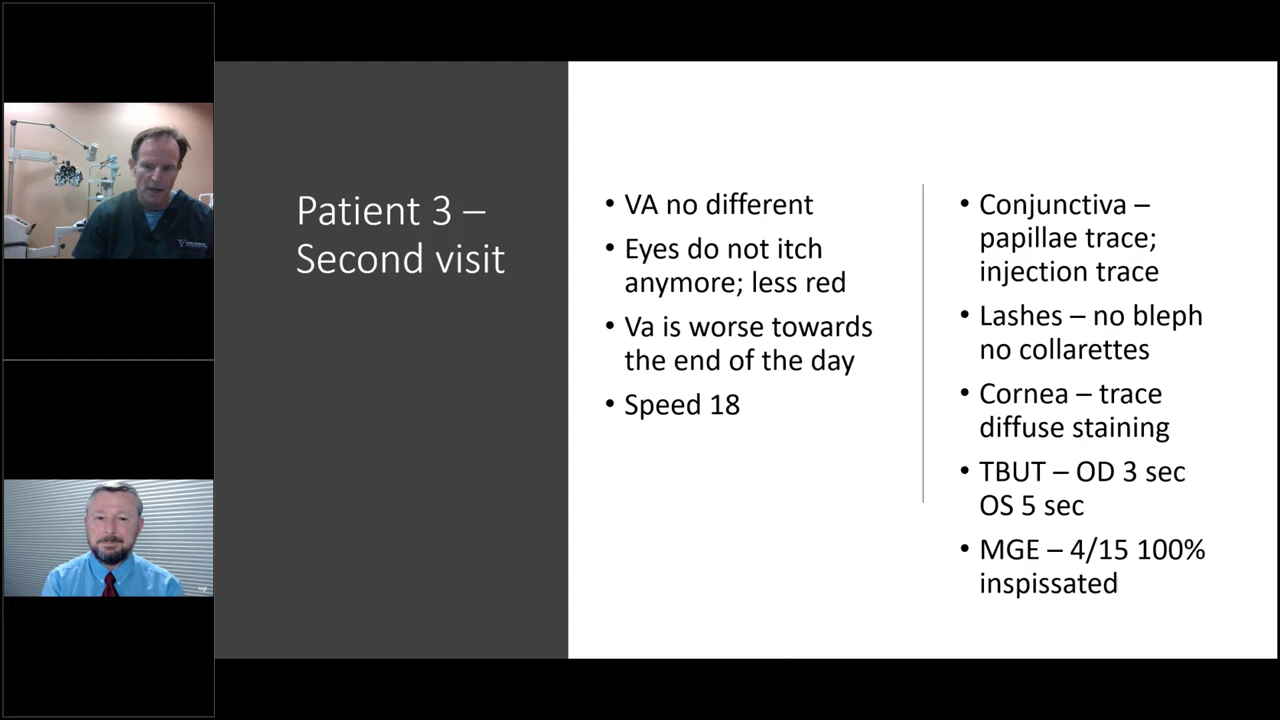 Patient 3 –
Second visit
• VA no different
• Eyes do not itch
anymore; less red
• Va is worse towards
the end of the day
• Speed 18
• Conjunctiva –
papillae trace;
injection trace
• Lashes – no bleph
no collarettes
• Cornea – trace
diffuse staining
• TBUT – OD 3 sec
OS 5 sec
• MGE – 4/15 100%
inspissated